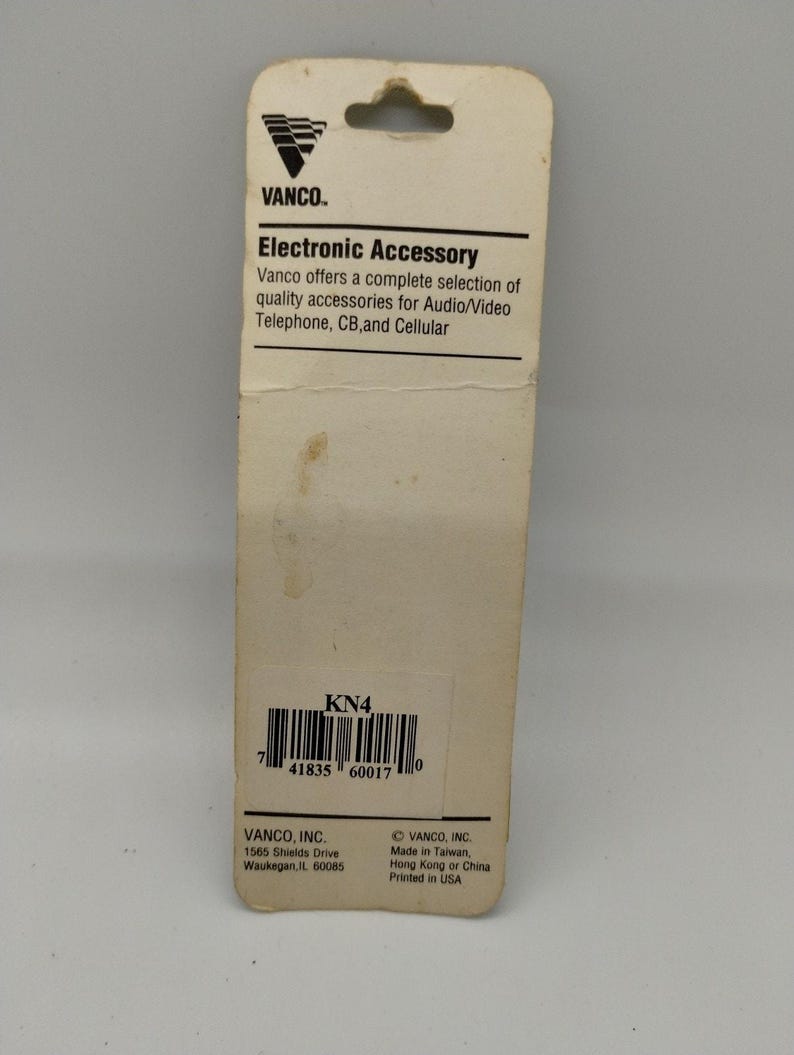 VANCO™
Electronic Accessory
Vanco offers a complete selection of
quality accessories for Audio/Video
Telephone, CB,and Cellular
KN4
7 41835 60017 0
VANCO, INC.
1565 Shields Drive
Waukegan,IL 60085
© VANCO, INC.
Made in Taiwan,
Hong Kong or China
Printed in USA